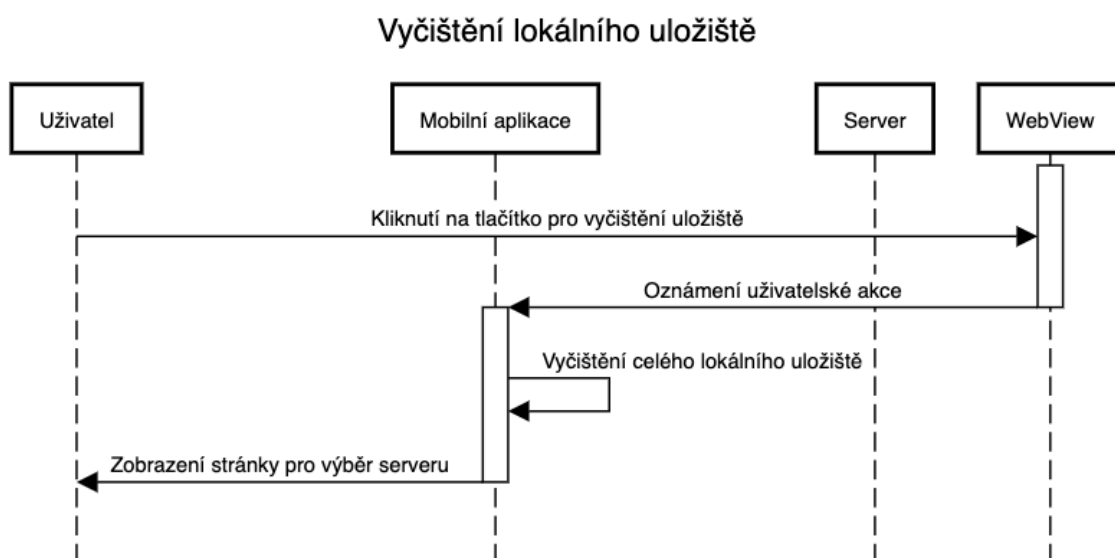 Vyčištění lokálního uložiště
Uživatel
Mobilní aplikace
Server
WebView
Kliknutí na tlačítko pro vyčištění uložiště
Oznámení uživatelské akce
Vyčištění celého lokálního uložiště
Zobrazení stránky pro výběr serveru